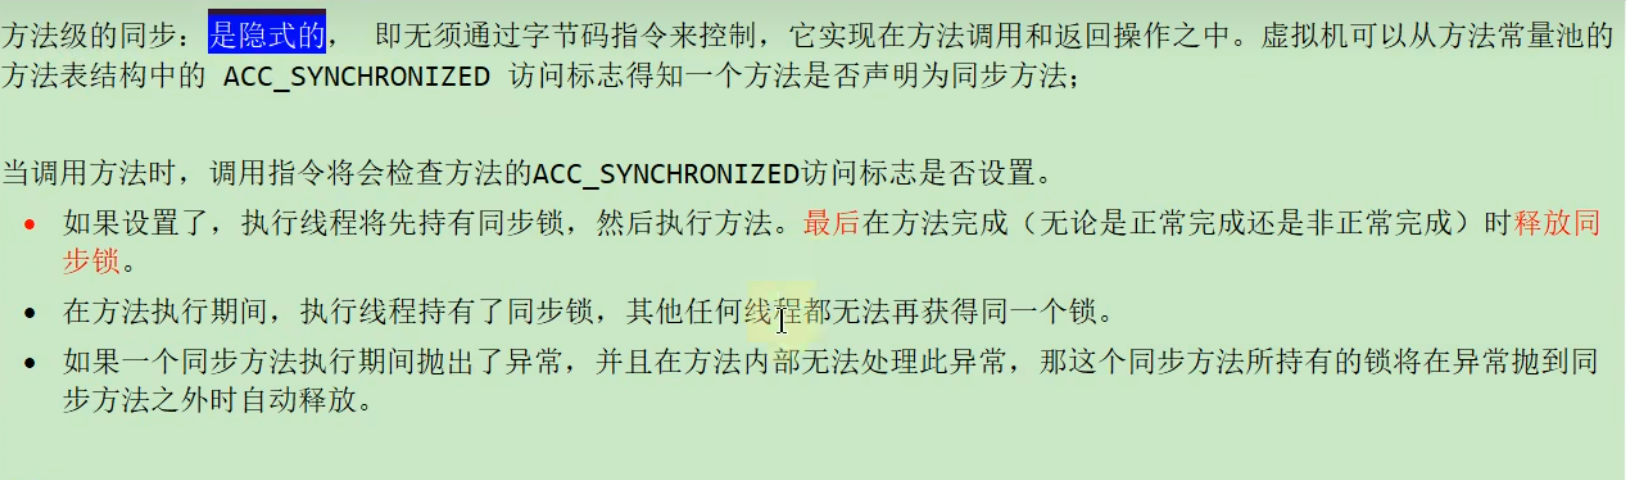 方法级的同步：是隐式的， 即无须通过字节码指令来控制，它实现在方法调用和返回操作之中。虚拟机可以从方法常量池的
方法表结构中的 ACC_SYNCHRONIZED 访问标志得知一个方法是否声明为同步方法；
当调用方法时，调用指令将会检查方法的ACC_SYNCHRONIZED访问标志是否设置。
• 如果设置了，执行线程将先持有同步锁，然后执行方法。最后在方法完成（无论是正常完成还是非正常完成）时释放同
步锁。
• 在方法执行期间，执行线程持有了同步锁，其他任何线程都无法再获得同一个锁。
• 如果一个同步方法执行期间抛出了异常，并且在方法内部无法处理此异常，那这个同步方法所持有的锁将在异常抛到同
步方法之外时自动释放。